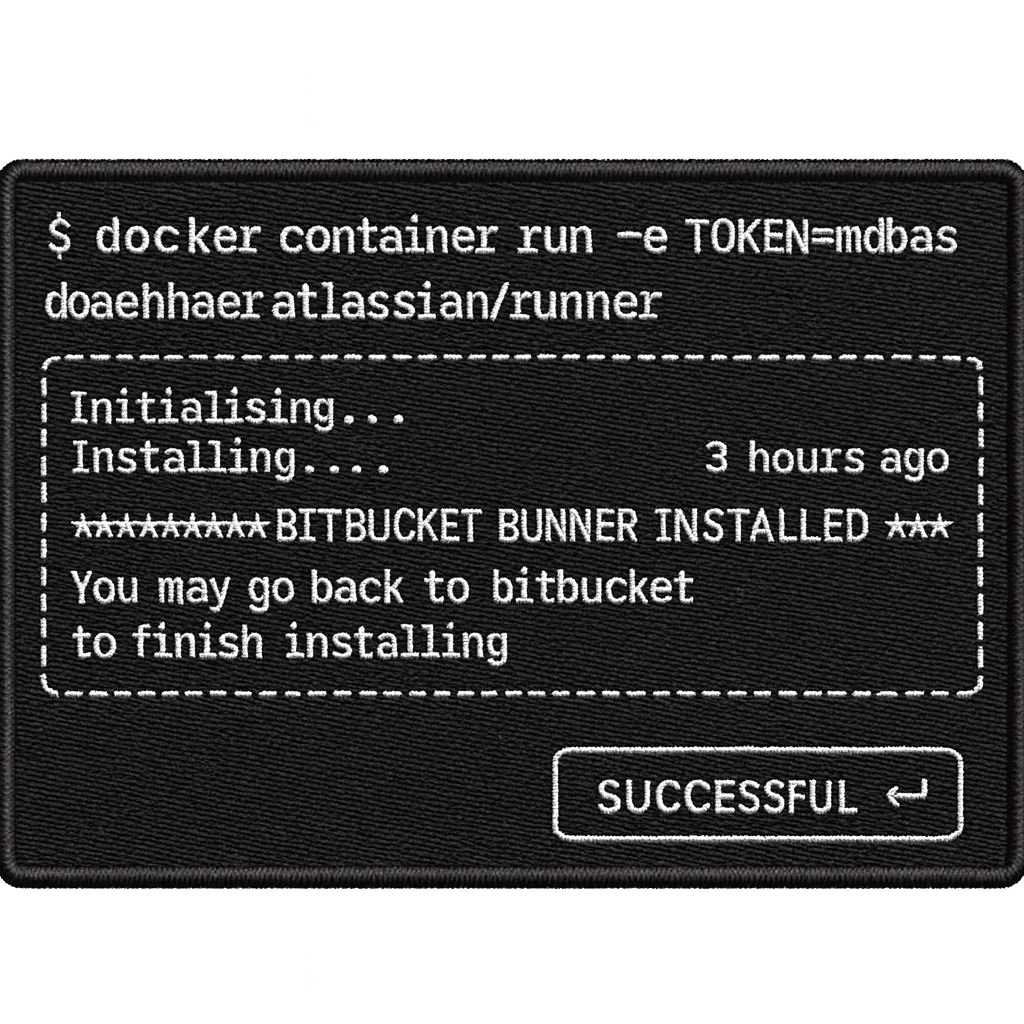 $ docker container run -e TOKEN=mdbas
doaehhaer atlassian/runner
Initialising...
Installing.... 3 hours ago
*********BITBUCKET BUNNER INSTALLED ***
You may go back to bitbucket
to finish installing
SUCCESSFUL ↵